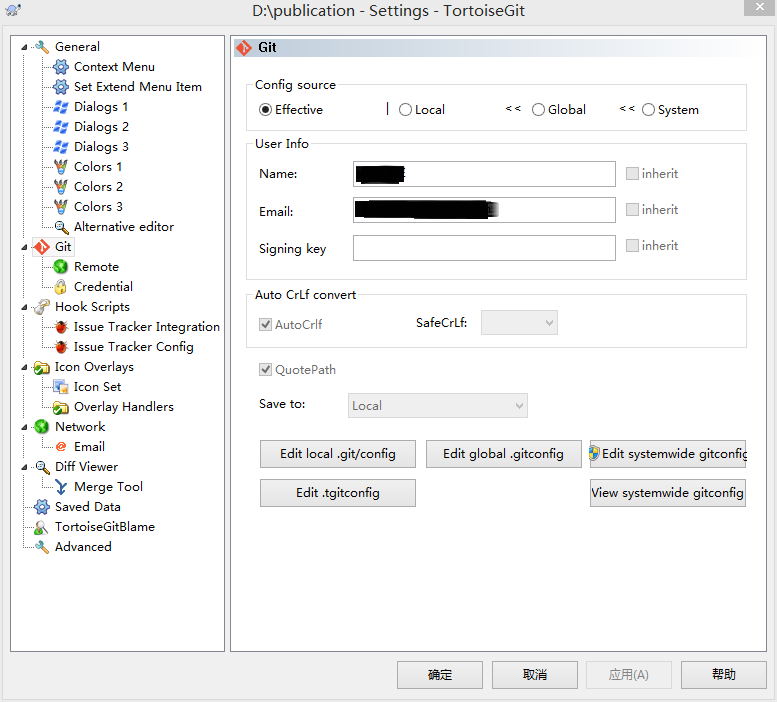 D:\publication - Settings - TortoiseGit
General
Context Menu
Set Extend Menu Item
Dialogs 1
Dialogs 2
Dialogs 3
Colors 1
Colors 2
Colors 3
Alternative editor
Git
Remote
Credential
Hook Scripts
Issue Tracker Integration
Issue Tracker Config
Icon Overlays
Icon Set
Overlay Handlers
Network
Email
Diff Viewer
Merge Tool
Saved Data
TortoiseGitBlame
Advanced
Git
Config source
Effective | Local << Global << System
User Info
Name: inherit
Email: inherit
Signing key inherit
Auto CrLf convert
AutoCrlf SafeCrLf:
QuotePath
Save to: Local
Edit local .git/config Edit global .gitconfig Edit systemwide gitconfig
Edit .tgitconfig View systemwide gitconfig
确定 取消 应用(A) 帮助